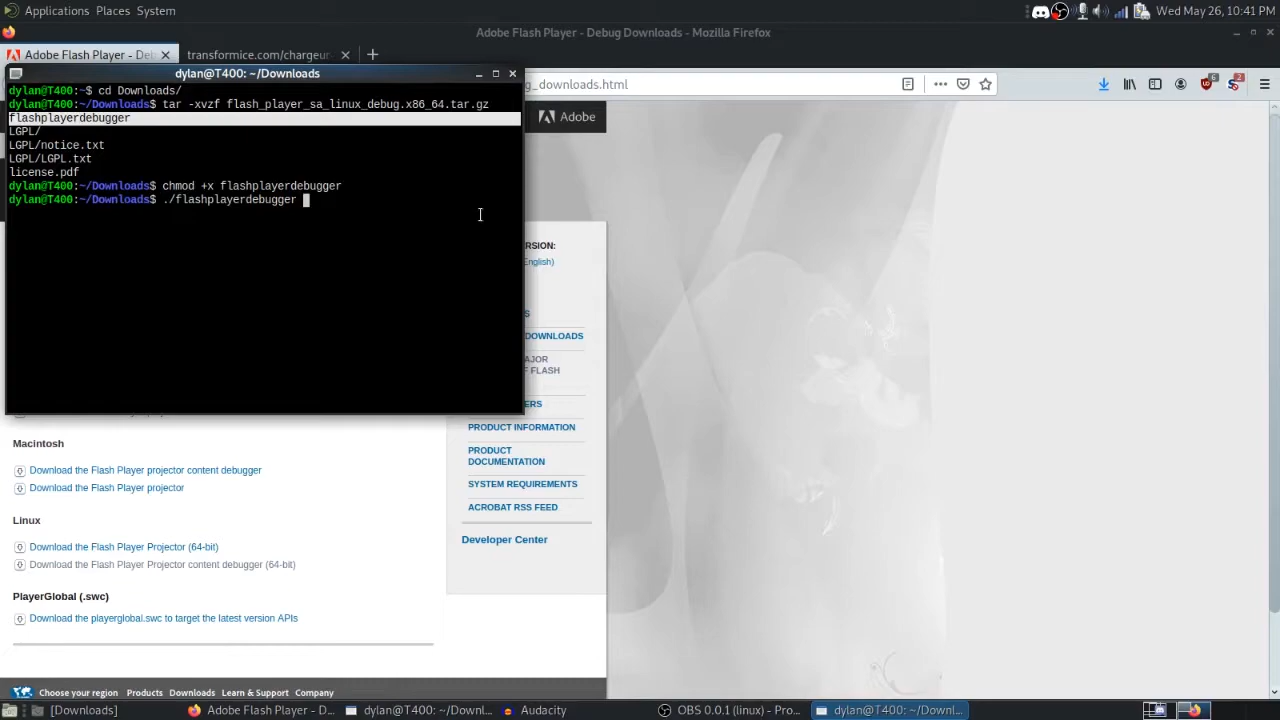 Applications Places System
Wed May 26, 10:41 PM
Adobe Flash Player - Debug Downloads - Mozilla Firefox
Adobe Flash Player - Deb
transformice.com/chargeur-
dylan@T400: ~/Downloads
g_downloads.html
6
2
dylan@T400:~$ cd Downloads/
dylan@T400:~/Downloads$ tar -xvzf flash_player_sa_linux_debug.x86_64.tar.gz
flashplayerdebugger
LGPL/
LGPL/notice.txt
LGPL/LGPL.txt
license.pdf
dylan@T400:~/Downloads$ chmod +x flashplayerdebugger
dylan@T400:~/Downloads$ ./flashplayerdebugger
Adobe
RSION:
English)
S
DOWNLOADS
AJOR
F FLASH
ERS
PRODUCT INFORMATION
PRODUCT
DOCUMENTATION
SYSTEM REQUIREMENTS
ACROBAT RSS FEED
Developer Center
Macintosh
Download the Flash Player projector content debugger
Download the Flash Player projector
Linux
Download the Flash Player Projector (64-bit)
Download the Flash Player Projector content debugger (64-bit)
PlayerGlobal (.swc)
Download the playerglobal.swc to target the latest version APIs
Choose your region Products Downloads Learn & Support Company
[Downloads]
Adobe Flash Player - D...
dylan@T400: ~/Downl...
Audacity
OBS 0.0.1 (linux) - Pro...
dylan@T400: ~/Downl...